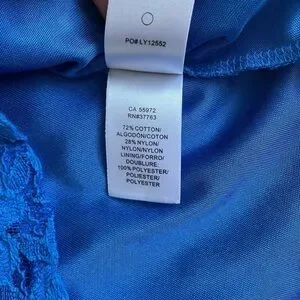 PO# LY12552
CA 55972
RN#37763
72% COTTON/
ALGODÓN/COTON
28% NYLON/
NYLON/NYLON
LINING/FORRO/
DOUBLURE:
100%POLYESTER/
POLIESTER/
POLYESTER